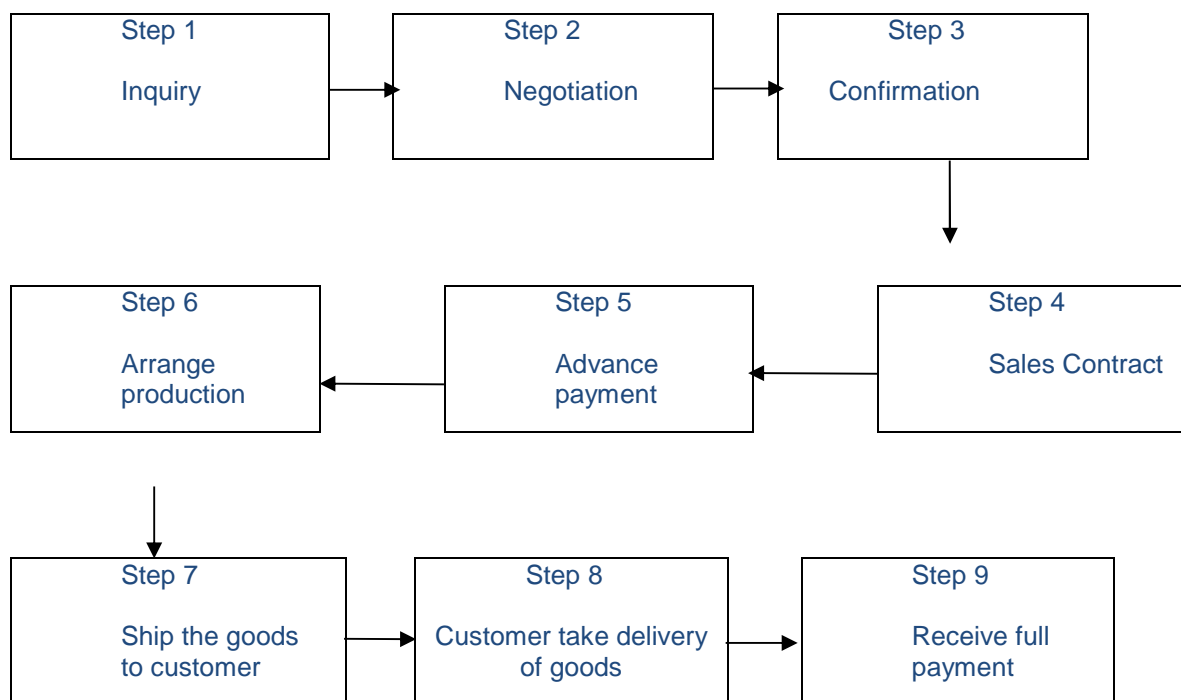 Step 1
Inquiry
Step 2
Negotiation
Step 3
Confirmation
Step 4
Sales Contract
Step 5
Advance
payment
Step 6
Arrange
production
Step 7
Ship the goods
to customer
Step 8
Customer take delivery
of goods
Step 9
Receive full
payment